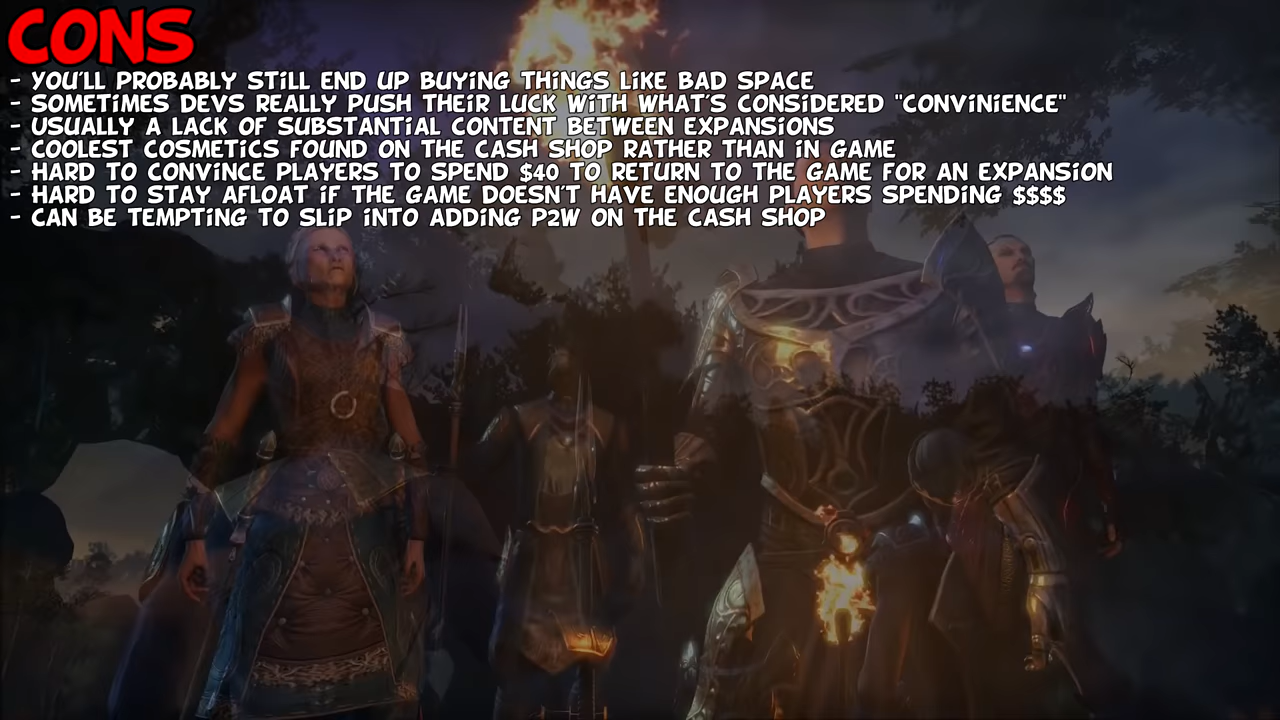 CONS
- YOU'LL PROBABLY STILL END UP BUYING THINGS LIKE BAD SPACE
- SOMETIMES DEVS REALLY PUSH THEIR LUCK WITH WHAT'S CONSIDERED "CONVINIENCE"
- USUALLY A LACK OF SUBSTANTIAL CONTENT BETWEEN EXPANSIONS
- COOLEST COSMETICS FOUND ON THE CASH SHOP RATHER THAN IN GAME
- HARD TO CONVINCE PLAYERS TO SPEND $40 TO RETURN TO THE GAME FOR AN EXPANSION
- HARD TO STAY AFLOAT IF THE GAME DOESN'T HAVE ENOUGH PLAYERS SPENDING $$$$
- CAN BE TEMPTING TO SLIP INTO ADDING P2W ON THE CASH SHOP